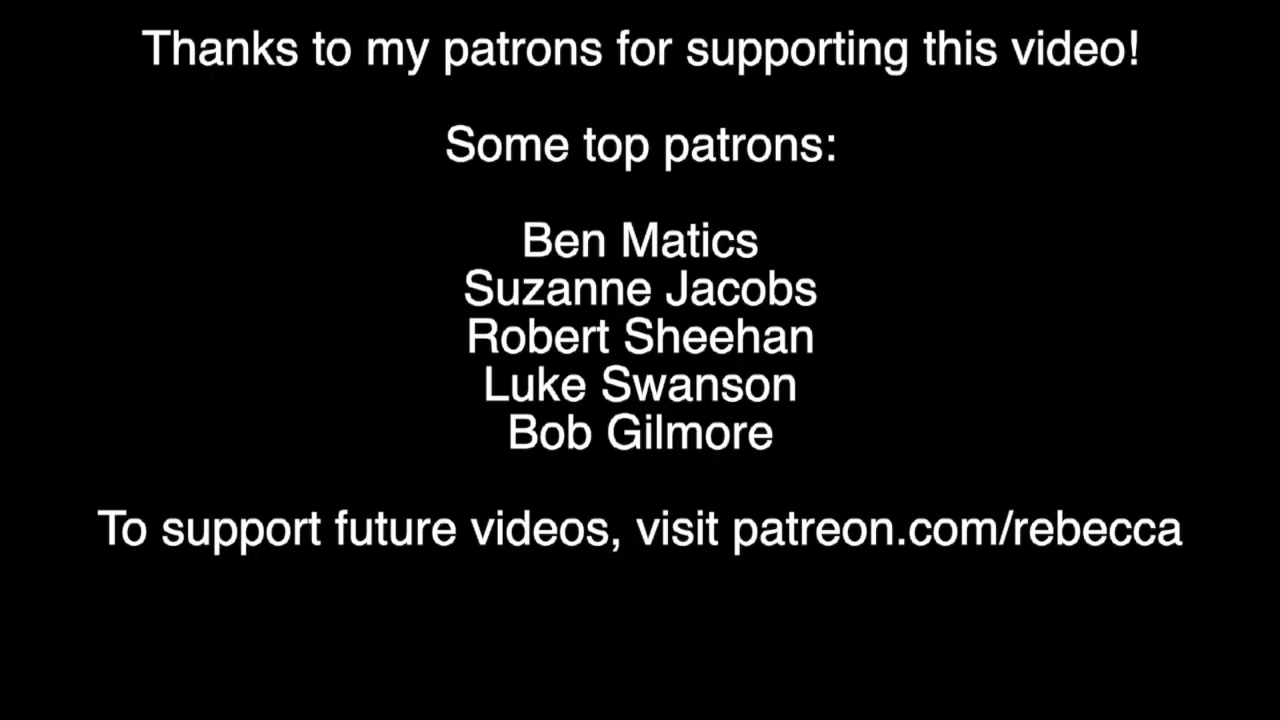 Thanks to my patrons for supporting this video!
Some top patrons:
Ben Matics
Suzanne Jacobs
Robert Sheehan
Luke Swanson
Bob Gilmore
To support future videos, visit patreon.com/rebecca